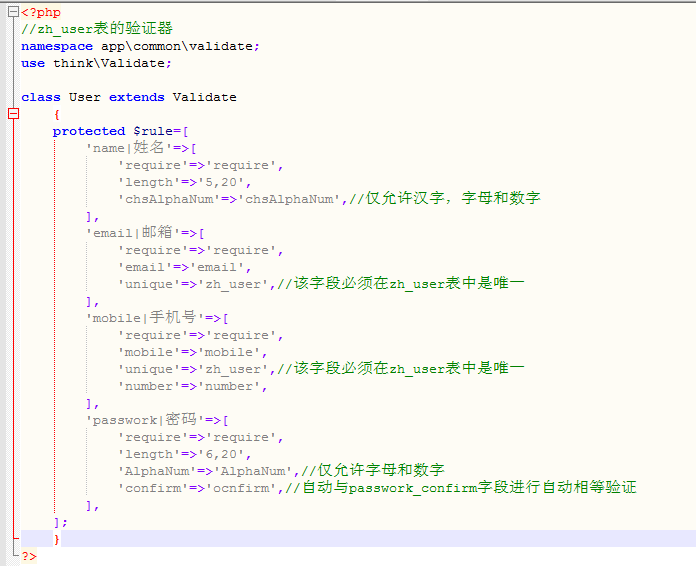 <?php
//zh_user表的验证器
namespace app\common\validate;
use think\Validate;
class User extends Validate
{
protected $rule=[
'name|姓名'=>[
'require'=>'require',
'length'=>'5,20',
'chsAlphaNum'=>'chsAlphaNum',//仅允许汉字，字母和数字
],
'email|邮箱'=>[
'require'=>'require',
'email'=>'email',
'unique'=>'zh_user',//该字段必须在zh_user表中是唯一
],
'mobile|手机号'=>[
'require'=>'require',
'mobile'=>'mobile',
'unique'=>'zh_user',//该字段必须在zh_user表中是唯一
'number'=>'number',
],
'passwork|密码'=>[
'require'=>'require',
'length'=>'6,20',
'AlphaNum'=>'AlphaNum',//仅允许字母和数字
'confirm'=>'ocnfirm',//自动与passwork_confirm字段进行自动相等验证
],
];
}
?>